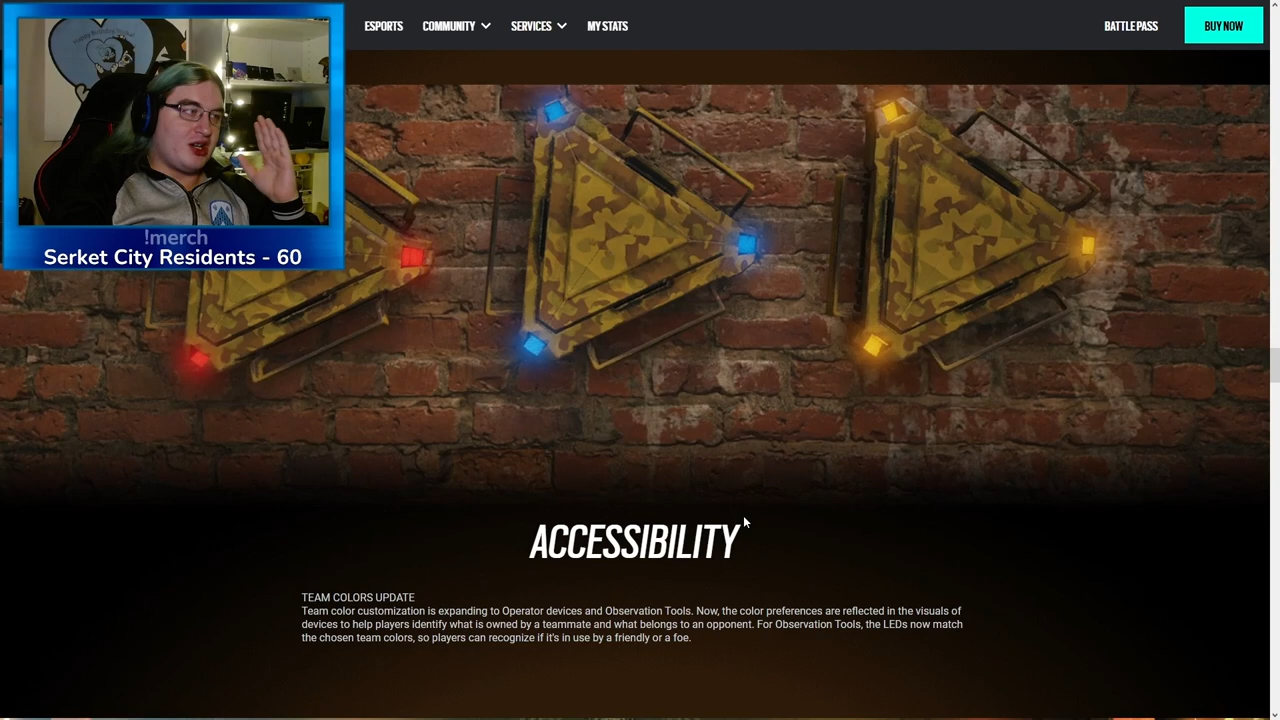 ESPORTS
COMMUNITY
SERVICES
MY STATS
BATTLE PASS
BUY NOW
!merch
Serket City Residents - 60
ACCESSIBILITY
TEAM COLORS UPDATE
Team color customization is expanding to Operator devices and Observation Tools. Now, the color preferences are reflected in the visuals of
devices to help players identify what is owned by a teammate and what belongs to an opponent. For Observation Tools, the LEDs now match
the chosen team colors, so players can recognize if it's in use by a friendly or a foe.